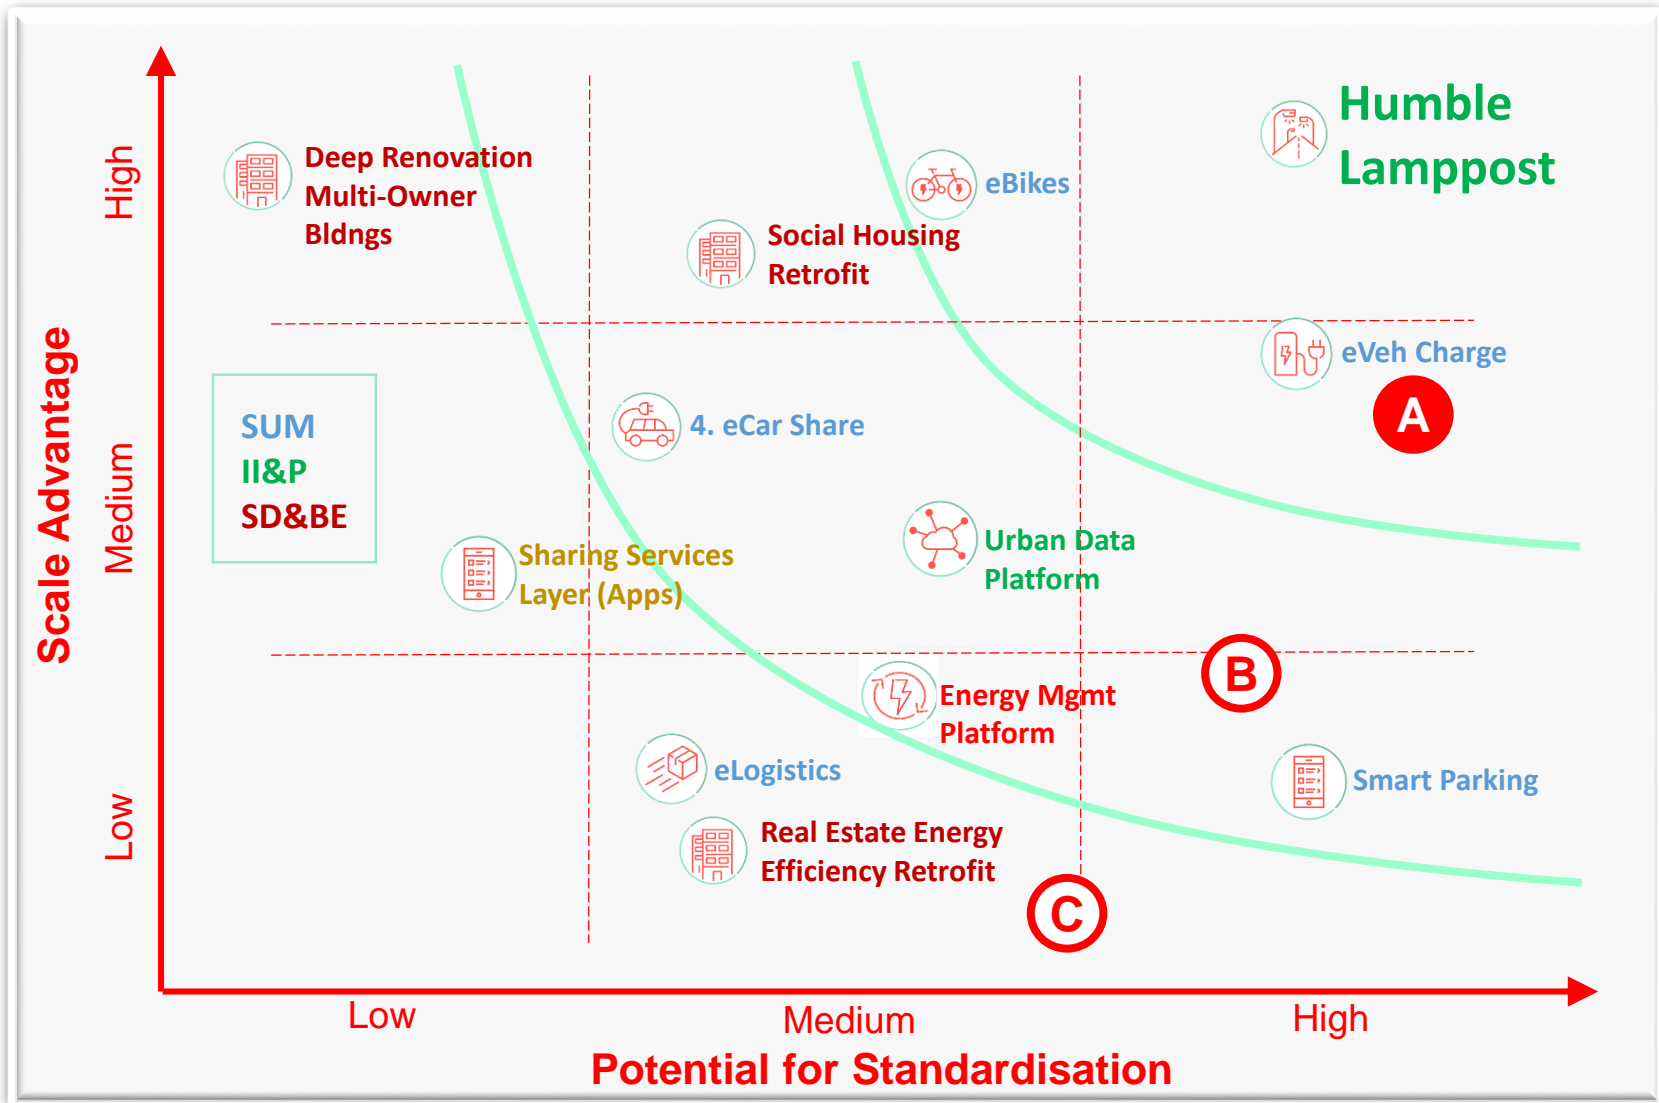 Humble
Lamppost
Deep Renovation
Multi-Owner
Bldngs
eBikes
Social Housing
Retrofit
High
eVeh Charge
A
SUM
II&P
SD&BE
4. eCar Share
Scale Advantage
Medium
Sharing Services
Layer (Apps)
Urban Data
Platform
B
Energy Mgmt
Platform
eLogistics
Smart Parking
Low
Real Estate Energy
Efficiency Retrofit
C
Low
Medium
High
Potential for Standardisation